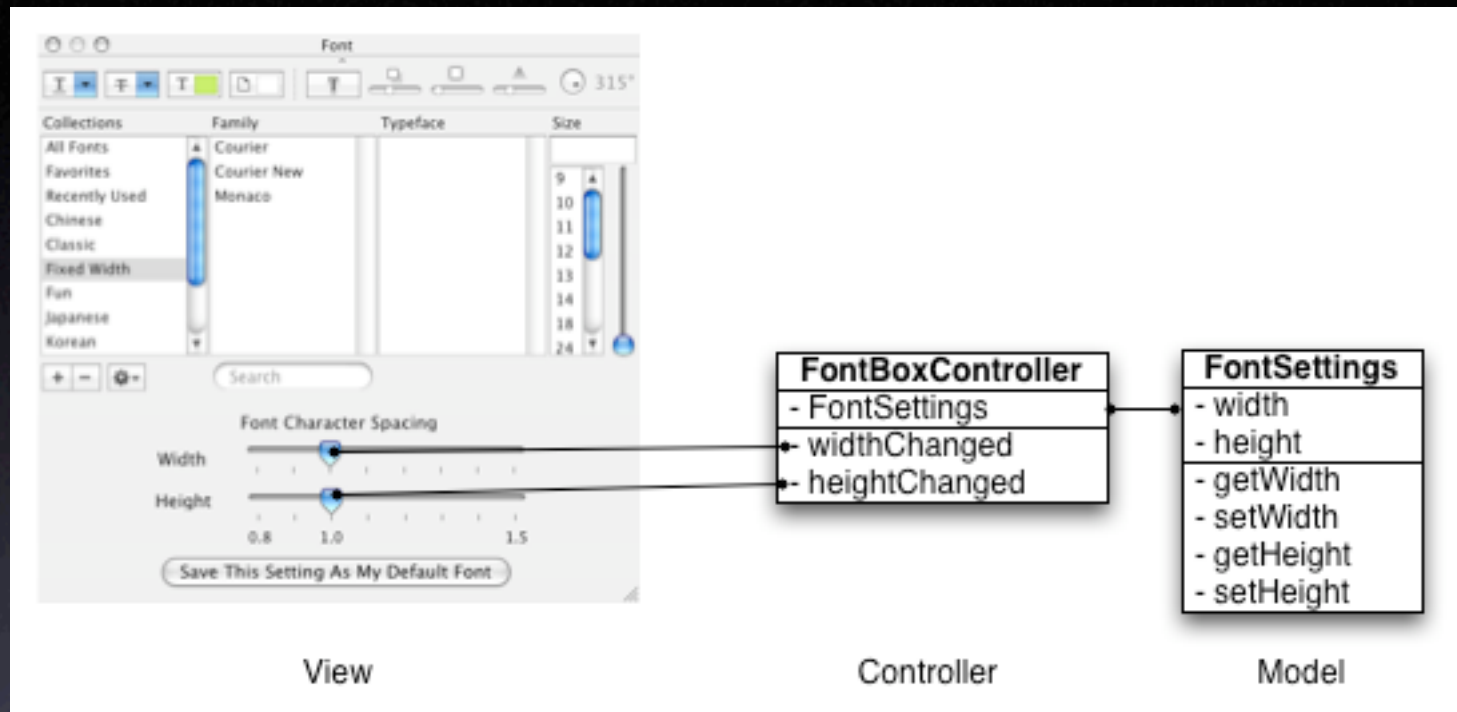 Font
T T T T 315°
Collections Family Typeface Size
All Fonts Courier
Favorites Courier New 9
Recently Used Monaco 10
Chinese 11
Classic 12
Fixed Width 13
Fun 14
Japanese 18
Korean 24
+ - Search
Font Character Spacing
Width
Height
0.8 1.0 1.5
Save This Setting As My Default Font
FontBoxController
- FontSettings
- widthChanged
- heightChanged
FontSettings
- width
- height
- getWidth
- setWidth
- getHeight
- setHeight
View Controller Model